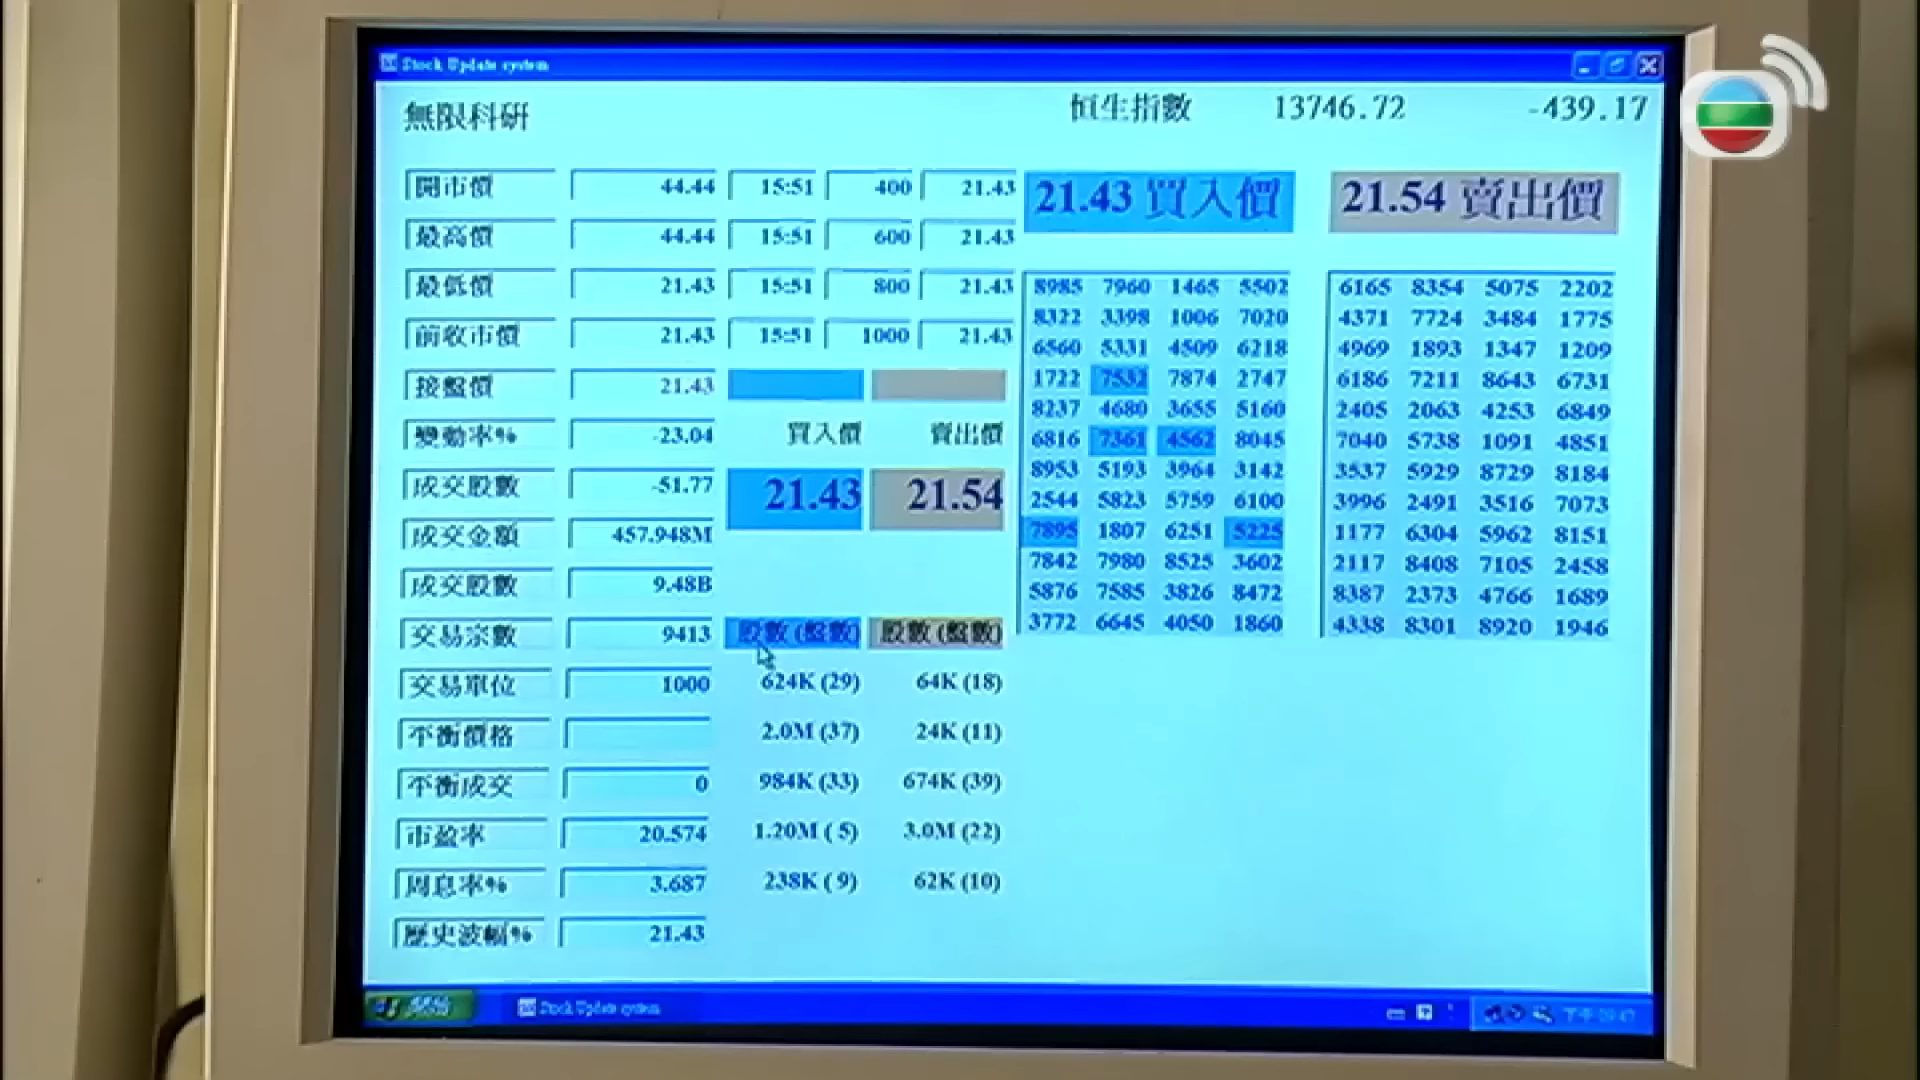 Stock Update system
無限科研 恒生指數 13746.72 -439.17
開市價 44.44 15:51 400 21.43 21.43 買入價 21.54 賣出價
最高價 44.44 15:51 600 21.43
最低價 21.43 15:51 800 21.43 8985 7960 1465 5502 6165 8354 5075 2202
8322 3398 1006 7020 4371 7724 3484 1775
前收市價 21.43 15:51 1000 21.43 6560 5331 4509 6218 4969 1893 1347 1209
接盤價 21.43 1722 7532 7874 2747 6186 7211 8643 6731
8237 4680 3655 5160 2405 2063 4253 6849
變動率% -23.04 買入價 賣出價 6816 7361 4562 8045 7040 5738 1091 4851
成交股數 -51.77 21.43 21.54 8953 5193 3964 3142 3537 5929 8729 8184
2544 5823 5759 6100 3996 2491 3516 7073
成交金額 457.948M 7895 1807 6251 5225 1177 6304 5962 8151
7842 7980 8525 3602 2117 8408 7105 2458
成交股數 9.48B 5876 7585 3826 8472 8387 2373 4766 1689
交易宗數 9413 股數 (盤數) 股數 (盤數) 3772 6645 4050 1860 4338 8301 8920 1946
交易單位 1000 624K (29) 64K (18)
平衡價格 2.0M (37) 24K (11)
平衡成交 0 984K (33) 674K (39)
市盈率 20.574 1.20M ( 5) 3.0M (22)
周息率% 3.687 238K ( 9) 62K (10)
歷史波幅% 21.43
開始 Stock Update system